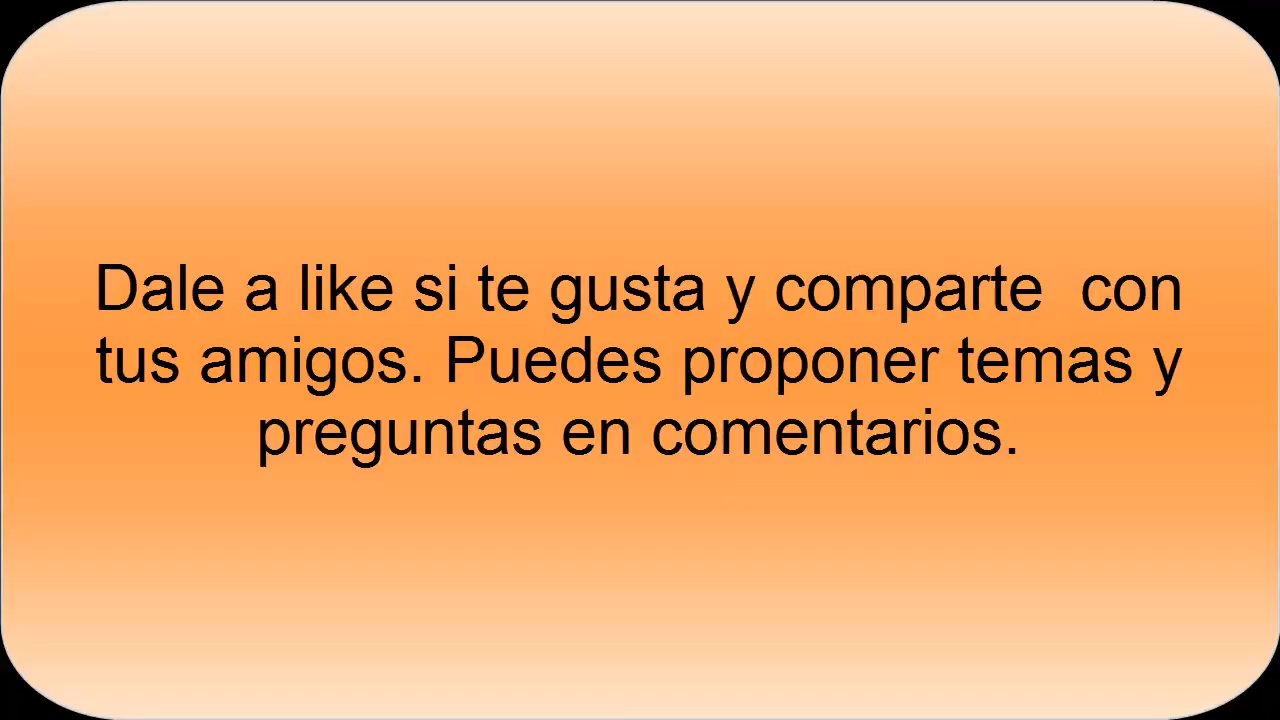 Dale a like si te gusta y comparte  con
tus amigos. Puedes proponer temas y
preguntas en comentarios.